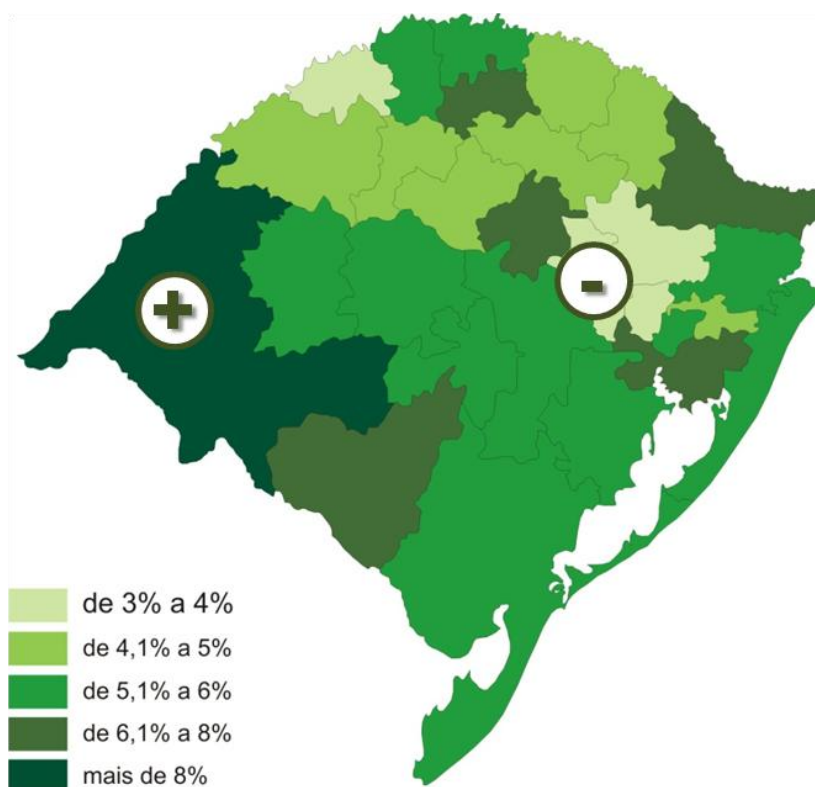 +
-
de 3% a 4%
de 4,1% a 5%
de 5,1% a 6%
de 6,1% a 8%
mais de 8%